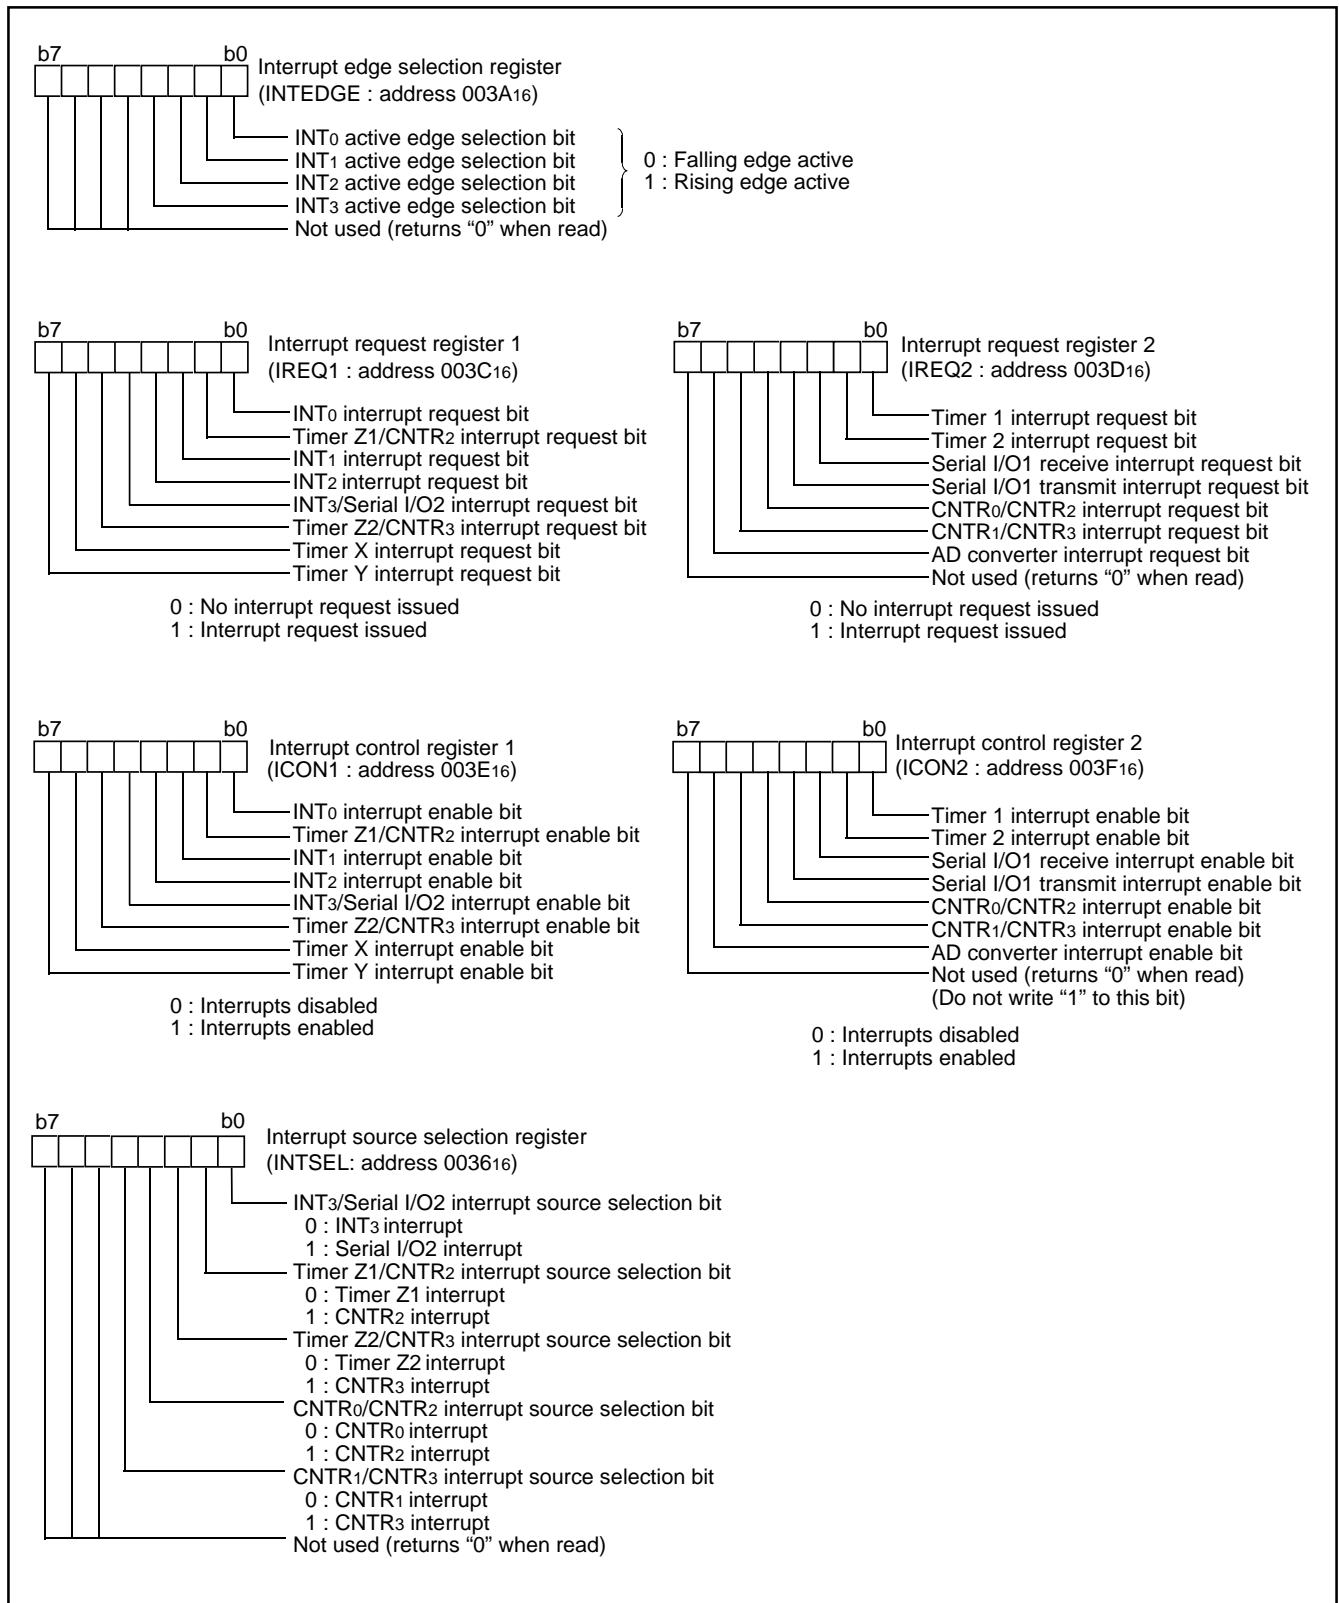 b7 b0
Interrupt edge selection register
(INTEDGE : address 003A16)
INT0 active edge selection bit
INT1 active edge selection bit
INT2 active edge selection bit
INT3 active edge selection bit
0 : Falling edge active
1 : Rising edge active
Not used (returns “0” when read)
b7 b0
Interrupt request register 1
(IREQ1 : address 003C16)
INT0 interrupt request bit
Timer Z1/CNTR2 interrupt request bit
INT1 interrupt request bit
INT2 interrupt request bit
INT3/Serial I/O2 interrupt request bit
Timer Z2/CNTR3 interrupt request bit
Timer X interrupt request bit
Timer Y interrupt request bit
0 : No interrupt request issued
1 : Interrupt request issued
b7 b0
Interrupt request register 2
(IREQ2 : address 003D16)
Timer 1 interrupt request bit
Timer 2 interrupt request bit
Serial I/O1 receive interrupt request bit
Serial I/O1 transmit interrupt request bit
CNTR0/CNTR2 interrupt request bit
CNTR1/CNTR3 interrupt request bit
AD converter interrupt request bit
Not used (returns “0” when read)
0 : No interrupt request issued
1 : Interrupt request issued
b7 b0
Interrupt control register 1
(ICON1 : address 003E16)
INT0 interrupt enable bit
Timer Z1/CNTR2 interrupt enable bit
INT1 interrupt enable bit
INT2 interrupt enable bit
INT3/Serial I/O2 interrupt enable bit
Timer Z2/CNTR3 interrupt enable bit
Timer X interrupt enable bit
Timer Y interrupt enable bit
0 : Interrupts disabled
1 : Interrupts enabled
b7 b0
Interrupt control register 2
(ICON2 : address 003F16)
Timer 1 interrupt enable bit
Timer 2 interrupt enable bit
Serial I/O1 receive interrupt enable bit
Serial I/O1 transmit interrupt enable bit
CNTR0/CNTR2 interrupt enable bit
CNTR1/CNTR3 interrupt enable bit
AD converter interrupt enable bit
Not used (returns “0” when read)
(Do not write “1” to this bit)
0 : Interrupts disabled
1 : Interrupts enabled
b7 b0
Interrupt source selection register
(INTSEL: address 003616)
INT3/Serial I/O2 interrupt source selection bit
0 : INT3 interrupt
1 : Serial I/O2 interrupt
Timer Z1/CNTR2 interrupt source selection bit
0 : Timer Z1 interrupt
1 : CNTR2 interrupt
Timer Z2/CNTR3 interrupt source selection bit
0 : Timer Z2 interrupt
1 : CNTR3 interrupt
CNTR0/CNTR2 interrupt source selection bit
0 : CNTR0 interrupt
1 : CNTR2 interrupt
CNTR1/CNTR3 interrupt source selection bit
0 : CNTR1 interrupt
1 : CNTR3 interrupt
Not used (returns “0” when read)